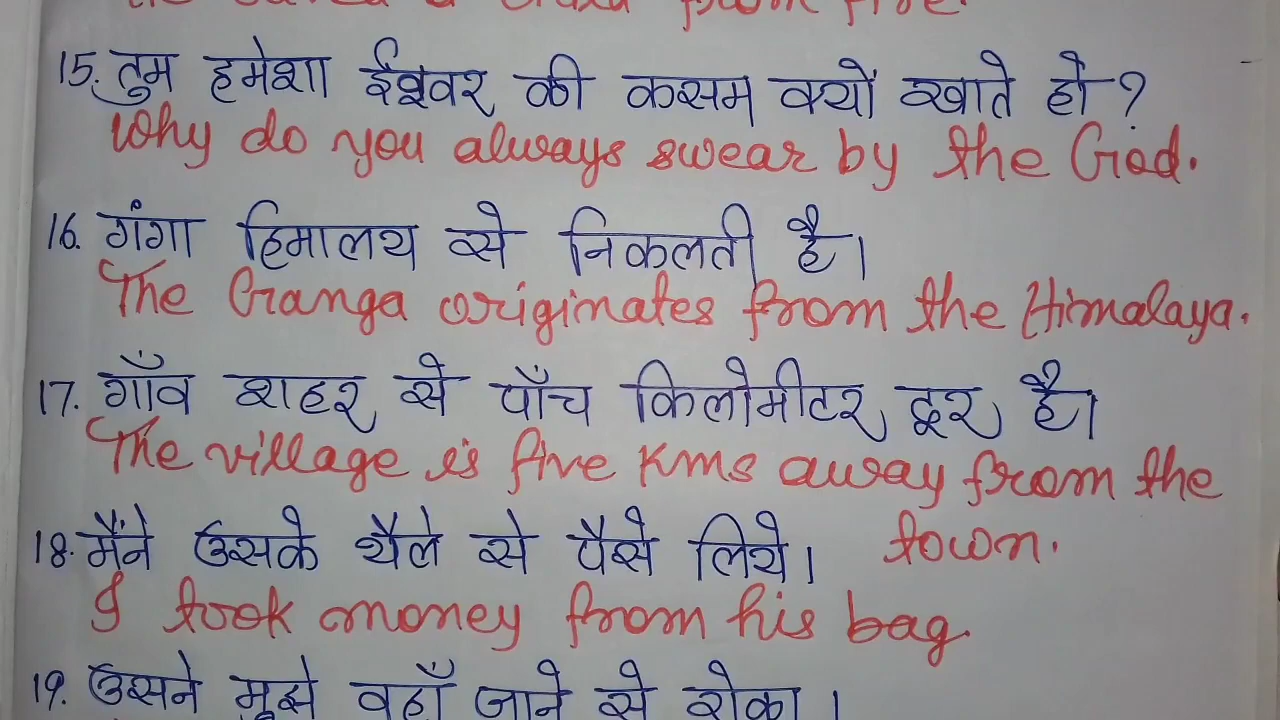 from fire.
15. तुम हमेशा ईश्वर की कसम क्यों खाते हो?
Why do you always swear by the God.
16. गंगा हिमालय से निकलती है।
The Ganga originates from the Himalaya.
17. गाँव शहर से पाँच किलोमीटर दूर है।
The village is five Kms away from the
town.
18. मैंने उसके थैले से पैसे लिये।
I took money from his bag.
19. उसने मुझे वहाँ जाने से रोका।